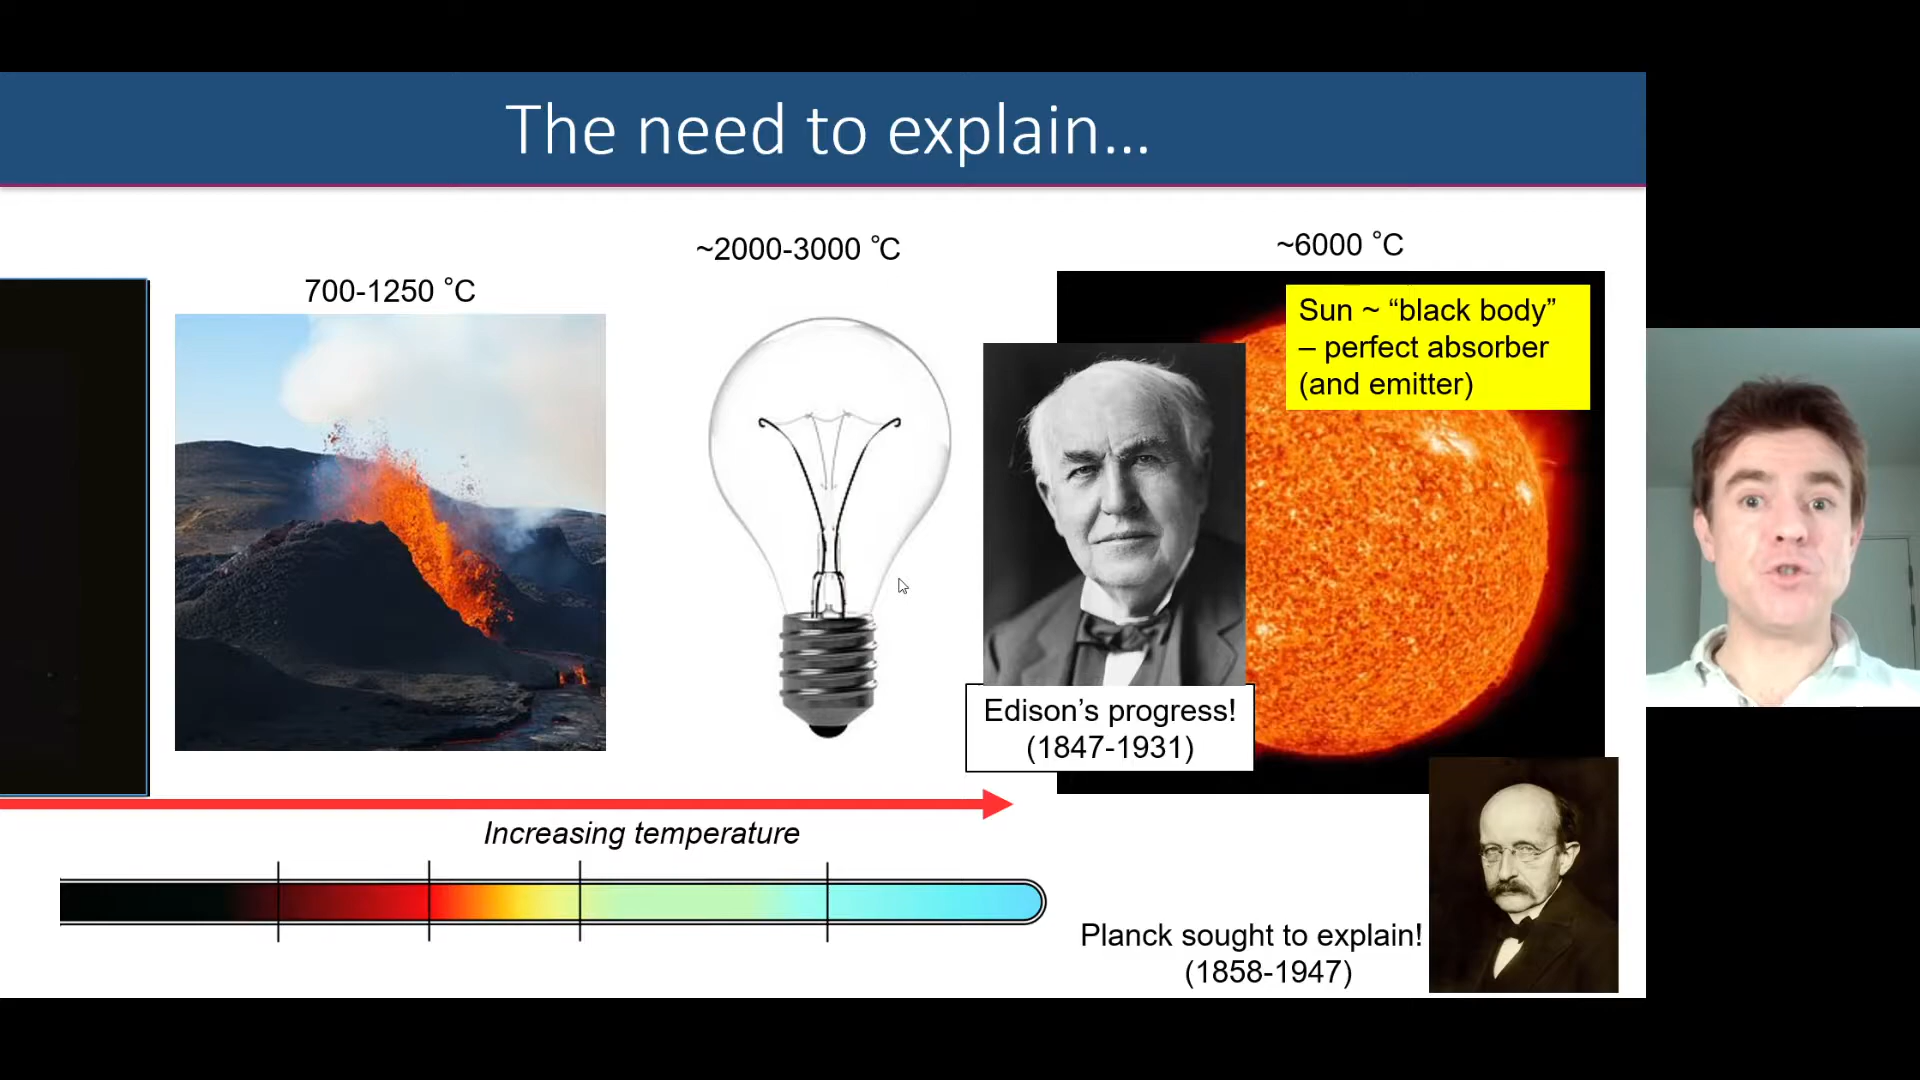 The need to explain...
700-1250 ˚C
~2000-3000 ˚C
~6000 ˚C
Sun ~ “black body”
– perfect absorber
(and emitter)
Edison’s progress!
(1847-1931)
Increasing temperature
Planck sought to explain!
(1858-1947)